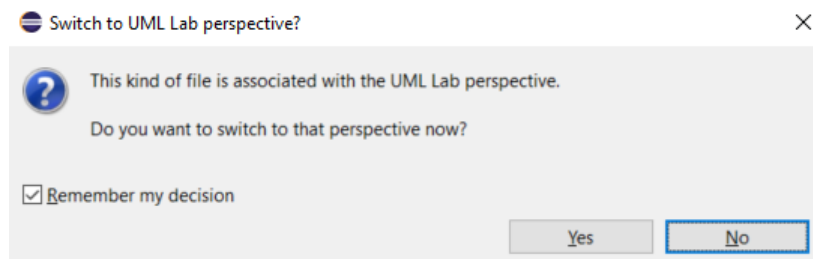 Switch to UML Lab perspective?
This kind of file is associated with the UML Lab perspective.
Do you want to switch to that perspective now?
Remember my decision
Yes No